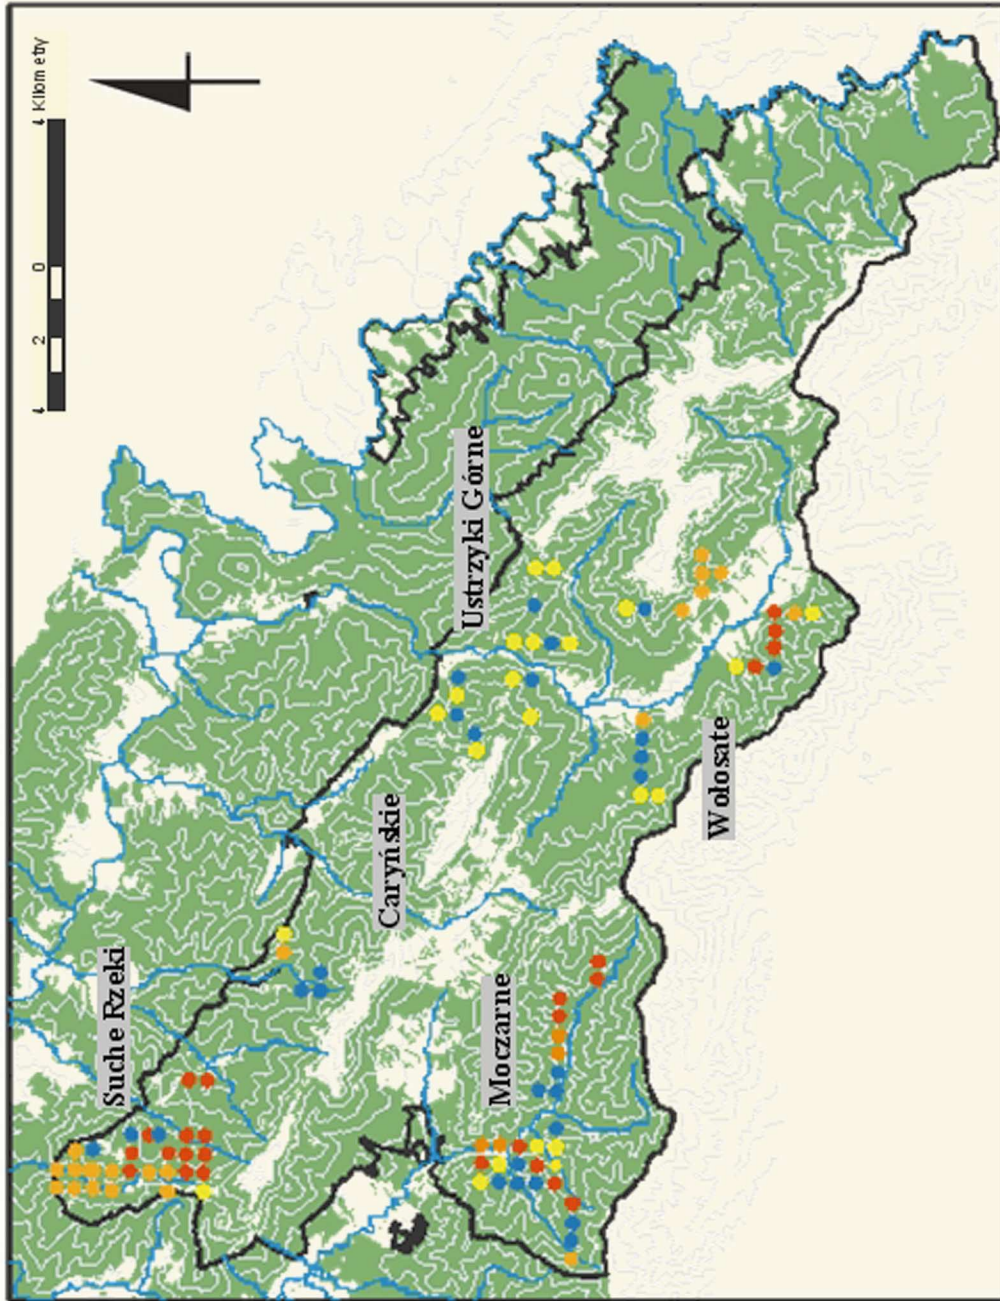 Suche Rzeki
Caryńskie
Ustrzyki Górne
Moczarne
Wołosate
4 2 0 4 Kilometry